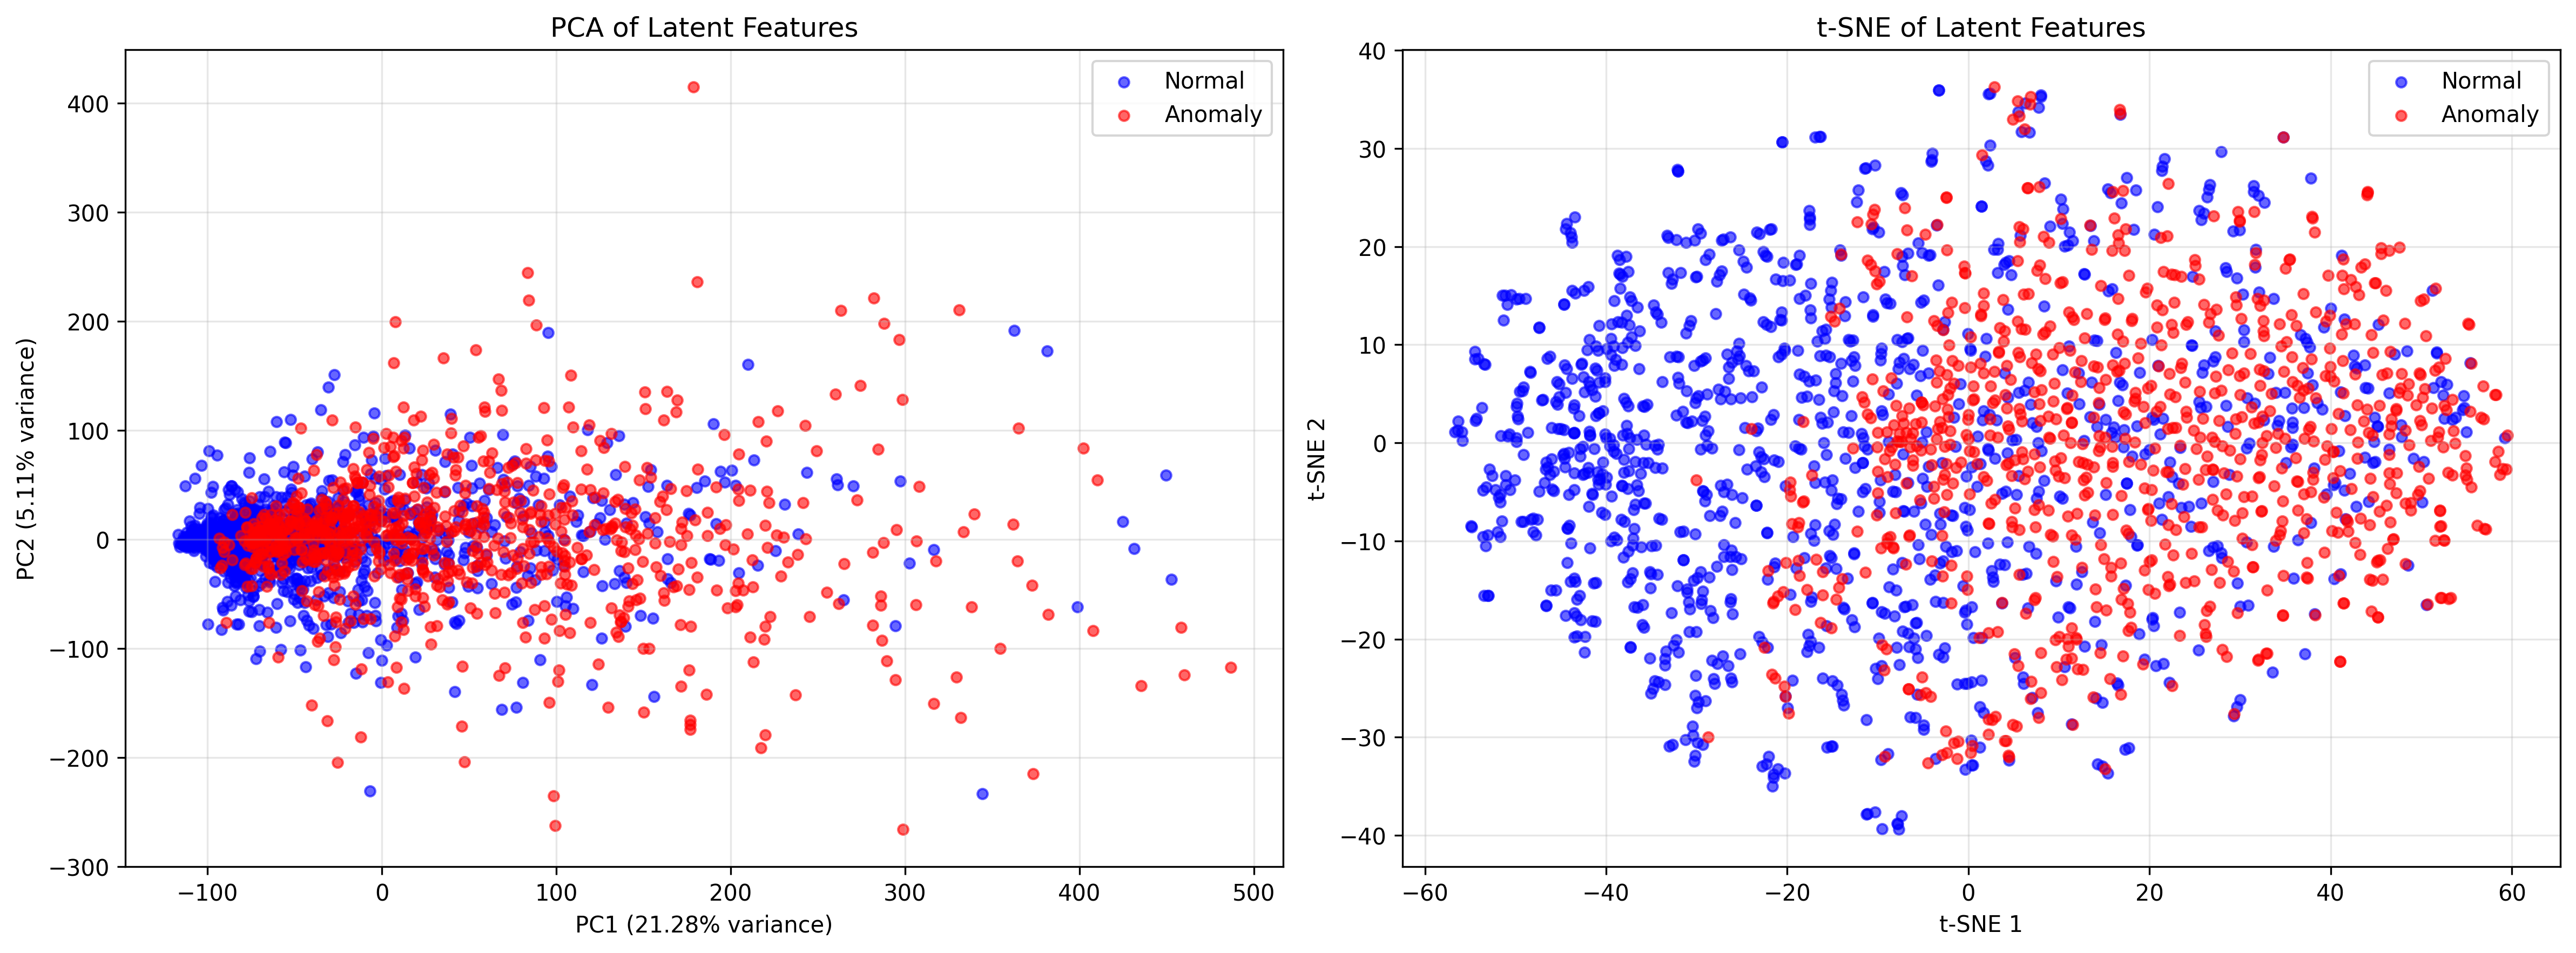 PCA of Latent Features
Normal
Anomaly
400
300
200
100
0
−100
−200
−300
PC2 (5.11% variance)
−100 0 100 200 300 400 500
PC1 (21.28% variance)
t-SNE of Latent Features
Normal
Anomaly
40
30
20
10
0
−10
−20
−30
−40
t-SNE 2
−60 −40 −20 0 20 40 60
t-SNE 1